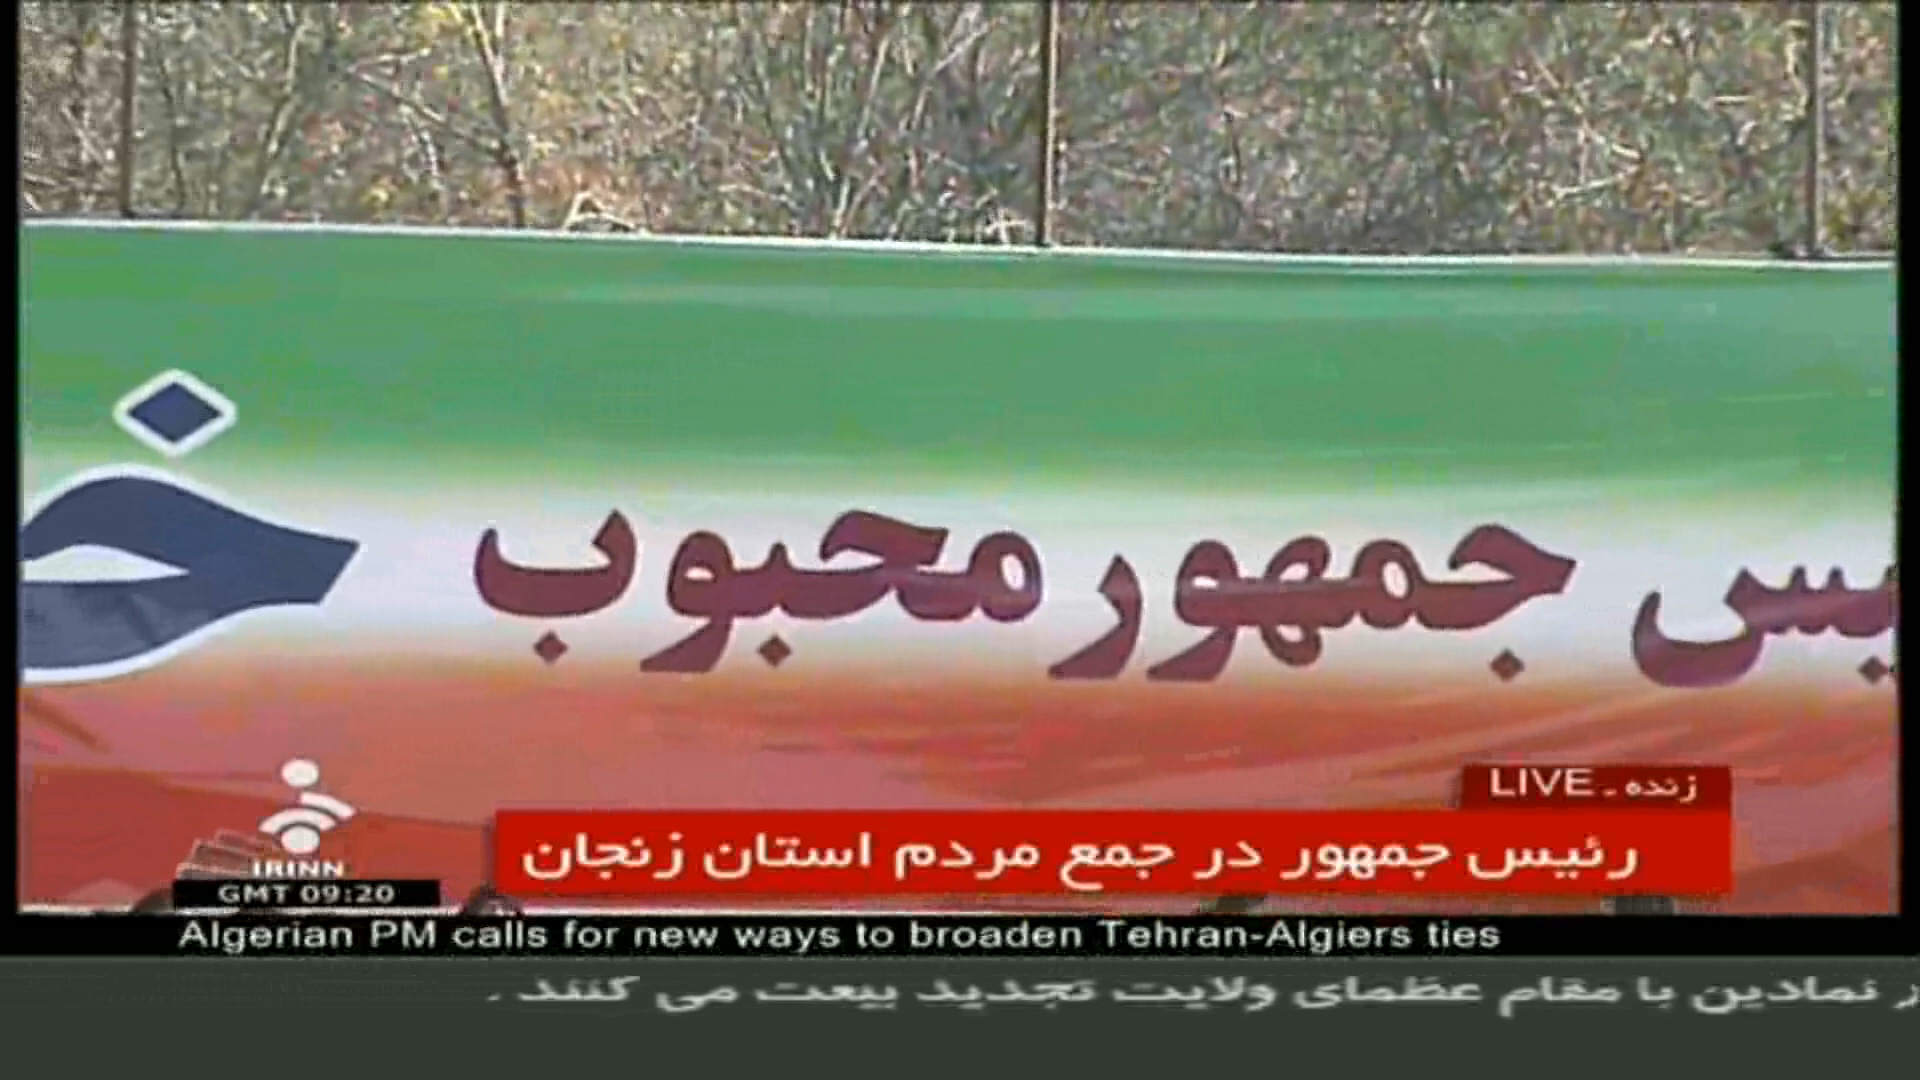 جمهور محبوب
زنده - LIVE
رئیس جمهور در جمع مردم استان زنجان
IRINN
GMT 09:20
Algerian PM calls for new ways to broaden Tehran-Algiers ties
نمادین با مقام عظمای ولایت تجدید بیعت می کنند .